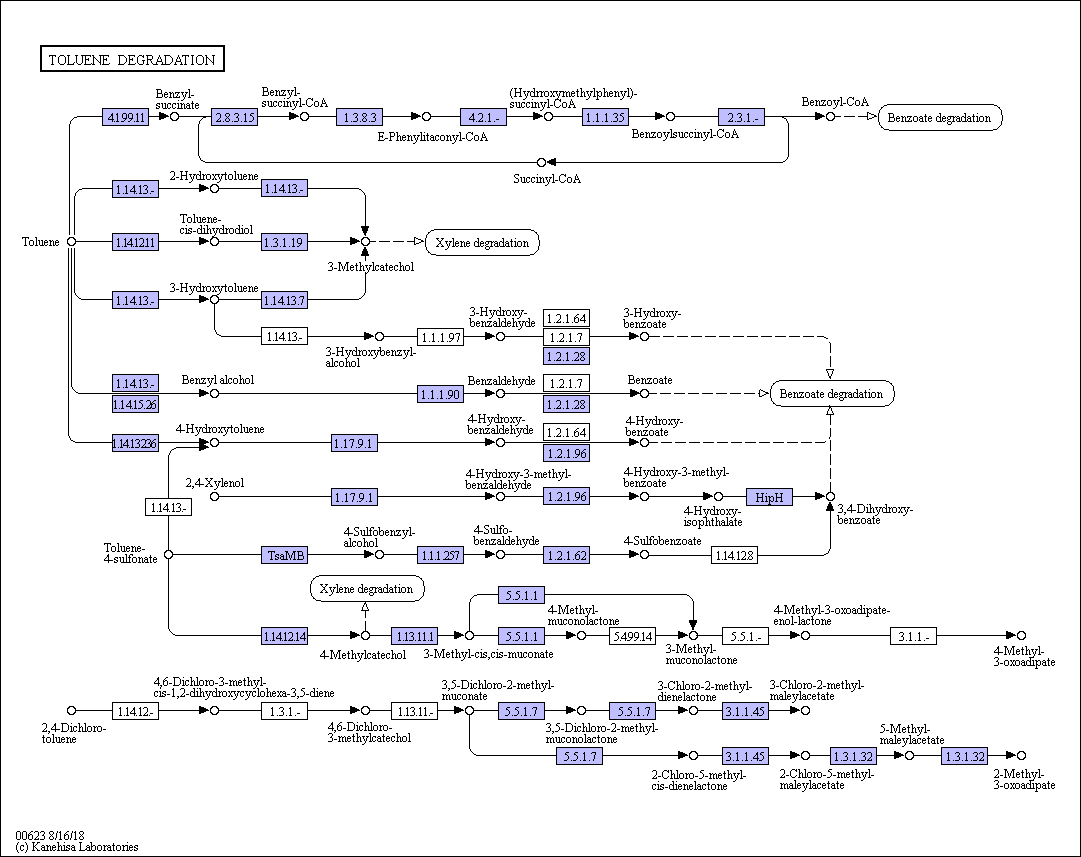 TOLUENE DEGRADATION
Benzyl-
succinate
Benzyl-
succinyl-CoA
(Hydrroxymethylphenyl)-
succinyl-CoA
Benzoyl-CoA
4.1.99.11
2.8.3.15
1.3.8.3
4.2.1.-
1.1.1.35
2.3.1.-
Benzoate degradation
E-Phenylitaconyl-CoA
Benzoylsuccinyl-CoA
Succinyl-CoA
2-Hydroxytoluene
1.14.13.-
1.14.13.-
Toluene-
cis-dihydrodiol
Toluene
1.14.12.11
1.3.1.19
Xylene degradation
3-Methylcatechol
3-Hydroxytoluene
1.14.13.-
1.14.13.7
3-Hydroxy-
benzaldehyde
1.2.1.64
3-Hydroxy-
benzoate
1.14.13.-
1.1.1.97
1.2.1.7
3-Hydroxybenzyl-
alcohol
1.2.1.28
1.14.13.-
Benzyl alcohol
Benzaldehyde
1.2.1.7
Benzoate
1.14.15.26
1.1.1.90
1.2.1.28
Benzoate degradation
4-Hydroxytoluene
4-Hydroxy-
benzaldehyde
1.2.1.64
4-Hydroxy-
benzoate
1.14.13.236
1.17.9.1
1.2.1.96
2,4-Xylenol
4-Hydroxy-3-methyl-
benzaldehyde
4-Hydroxy-3-methyl-
benzoate
1.17.9.1
1.2.1.96
HipH
1.14.13.-
4-Hydroxy-
isophthalate
3,4-Dihydroxy-
benzoate
4-Sulfobenzyl-
alcohol
4-Sulfo-
benzaldehyde
4-Sulfobenzoate
Toluene-
4-sulfonate
TsaMB
1.1.1.257
1.2.1.62
1.14.12.8
Xylene degradation
5.5.1.1
4-Methyl-
muconolactone
4-Methyl-3-oxoadipate-
enol-lactone
1.14.12.14
1.13.11.1
5.5.1.1
5.4.99.14
5.5.1.-
3.1.1.-
4-Methylcatechol
3-Methyl-cis,cis-muconate
3-Methyl-
muconolactone
4-Methyl-
3-oxoadipate
4,6-Dichloro-3-methyl-
cis-1,2-dihydroxycyclohexa-3,5-diene
3,5-Dichloro-2-methyl-
muconate
3-Chloro-2-methyl-
dienelactone
3-Chloro-2-methyl-
maleylacetate
1.14.12.-
1.3.1.-
1.13.11.-
5.5.1.7
5.5.1.7
3.1.1.45
2,4-Dichloro-
toluene
4,6-Dichloro-
3-methylcatechol
3,5-Dichloro-2-methyl-
muconolactone
5-Methyl-
maleylacetate
5.5.1.7
3.1.1.45
1.3.1.32
1.3.1.32
2-Chloro-5-methyl-
cis-dienelactone
2-Chloro-5-methyl-
maleylacetate
2-Methyl-
3-oxoadipate
00623 8/16/18
(c) Kanehisa Laboratories